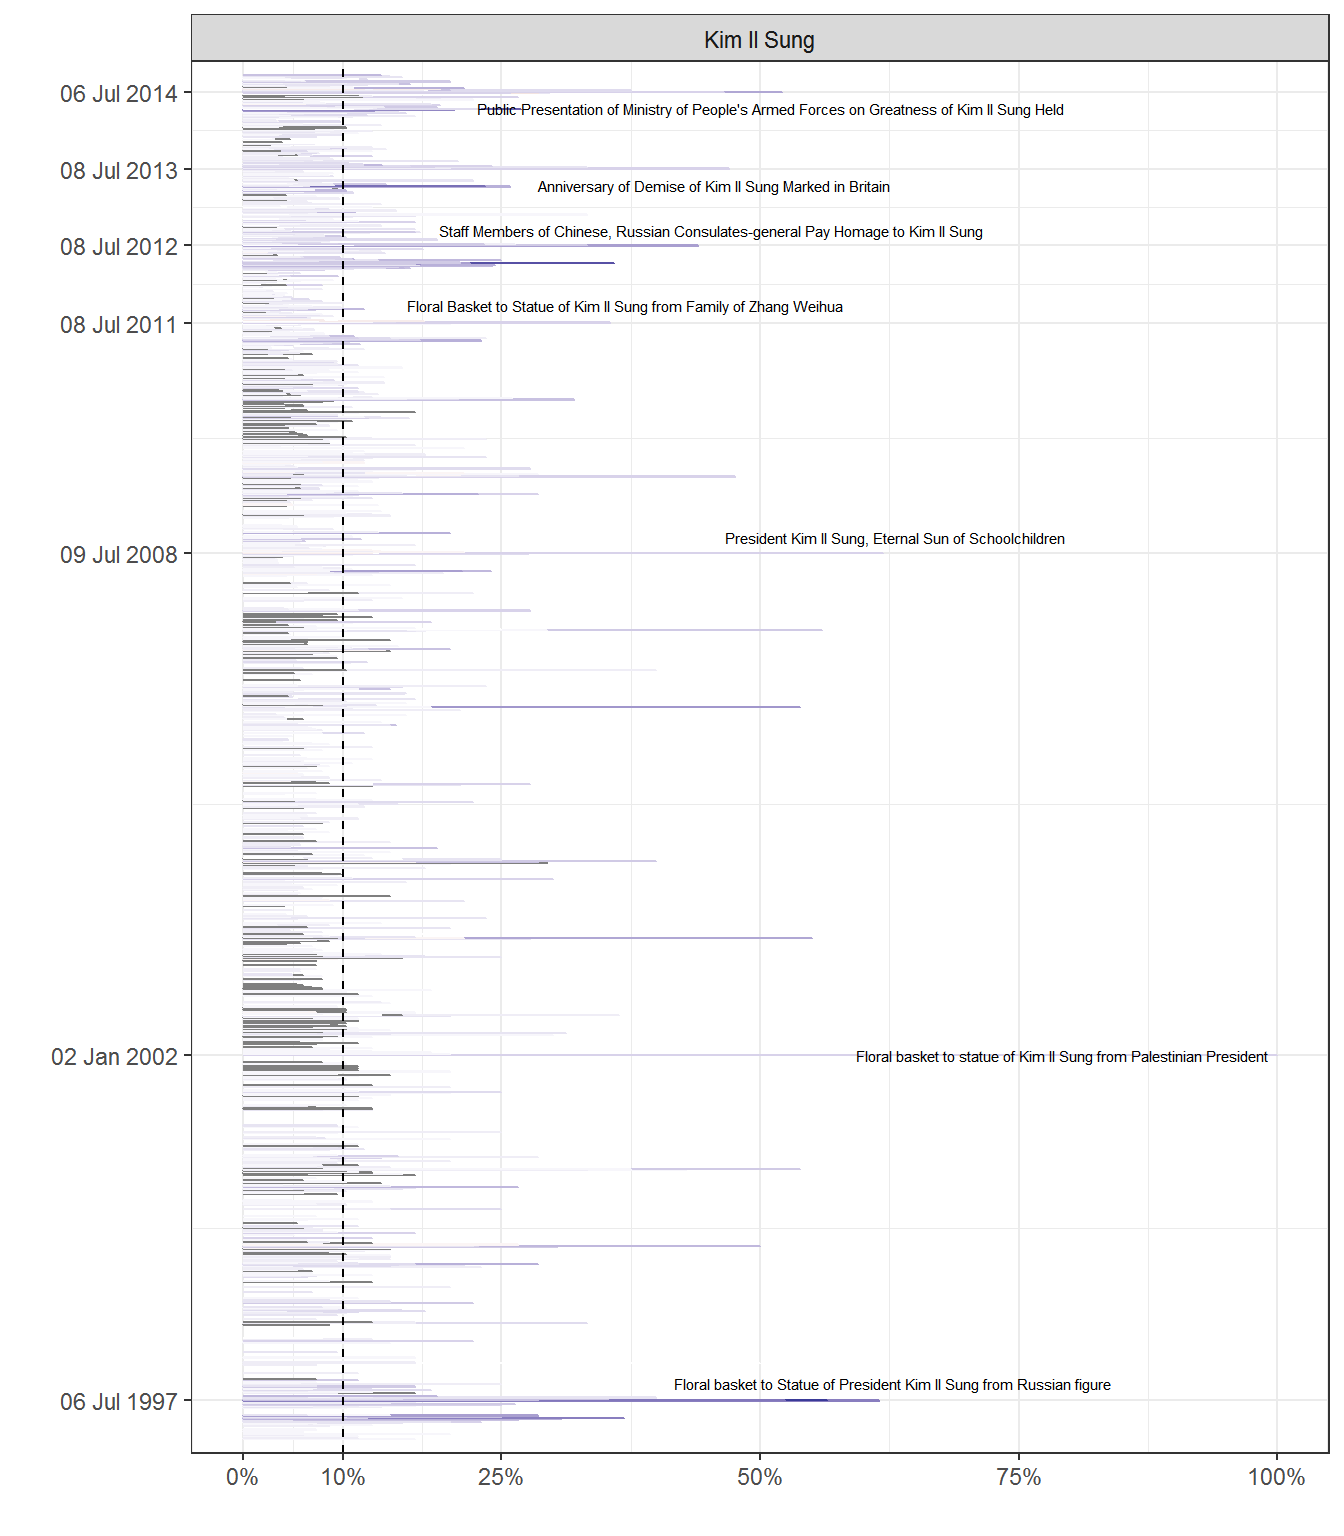 Kim Il Sung
06 Jul 2014
Public Presentation of Ministry of People's Armed Forces on Greatness of Kim Il Sung Held
08 Jul 2013
Anniversary of Demise of Kim Il Sung Marked in Britain
Staff Members of Chinese, Russian Consulates-general Pay Homage to Kim Il Sung
08 Jul 2012
Floral Basket to Statue of Kim Il Sung from Family of Zhang Weihua
08 Jul 2011
President Kim Il Sung, Eternal Sun of Schoolchildren
09 Jul 2008
02 Jan 2002
Floral basket to statue of Kim Il Sung from Palestinian President
Floral basket to Statue of President Kim Il Sung from Russian figure
06 Jul 1997
0% 10% 25% 50% 75% 100%